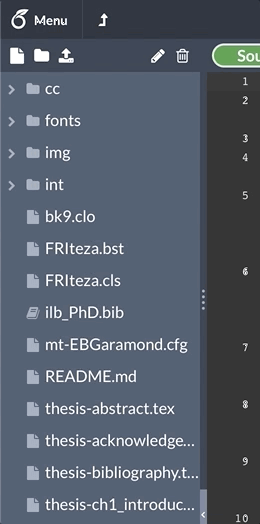 Menu
Sou
cc
fonts
img
int
bk9.clo
FRIteza.bst
FRIteza.cls
ilb_PhD.bib
mt-EBGaramond.cfg
README.md
thesis-abstract.tex
thesis-acknowledge...
thesis-bibliography.t...
thesis-ch1_introduc...
1
2
3
4
5
6
7
8
9
10